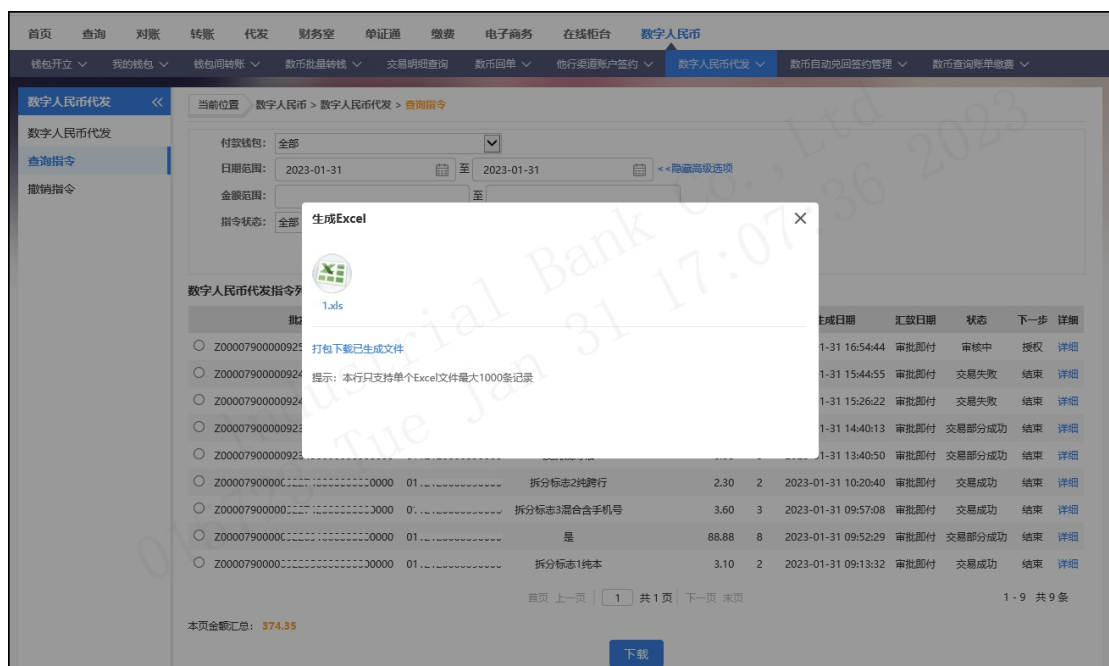 首页 查询 对账 转账 代发 财务室 单证通 缴费 电子商务 在线柜台 数字人民币
钱包开立 我的钱包 钱包间转账 数币批量转钱 交易明细查询 数币回单 他行渠道账户签约 数字人民币代发 数币自动兑回签约管理 数币查询账单缴费
数字人民币代发 <<
当前位置 数字人民币 > 数字人民币代发 > 查询指令
数字人民币代发
查询指令
撤销指令
付款钱包: 全部
日期范围: 2023-01-31 至 2023-01-31 <<隐藏高级选项
金额范围: 至
指令状态: 全部
生成Excel
1.xls
打包下载已生成文件
提示：本行只支持单个Excel文件最大1000条记录
数字人民币代发指令列
生成日期 汇款日期 状态 下一步 详细
Z0000790000092 1-31 16:54:44 审批即付 审核中 授权 详细
Z0000790000092 1-31 15:44:55 审批即付 交易失败 结束 详细
Z0000790000092 1-31 15:26:22 审批即付 交易失败 结束 详细
Z0000790000092 1-31 14:40:13 审批即付 交易部分成功 结束 详细
Z0000790000092 1-31 13:40:50 审批即付 交易部分成功 结束 详细
拆分标志2纯跨行 2.30 2 2023-01-31 10:20:40 审批即付 交易成功 结束 详细
拆分标志3混合含手机号 3.60 3 2023-01-31 09:57:08 审批即付 交易成功 结束 详细
是 88.88 8 2023-01-31 09:52:29 审批即付 交易部分成功 结束 详细
拆分标志1纯本 3.10 2 2023-01-31 09:13:32 审批即付 交易成功 结束 详细
首页 上一页 1 共1页 下一页 末页 1 - 9 共9条
本页金额汇总: 374.35
下载
Industrial Bank Co., Ltd
Tue Jan 31 17:07:36 2023